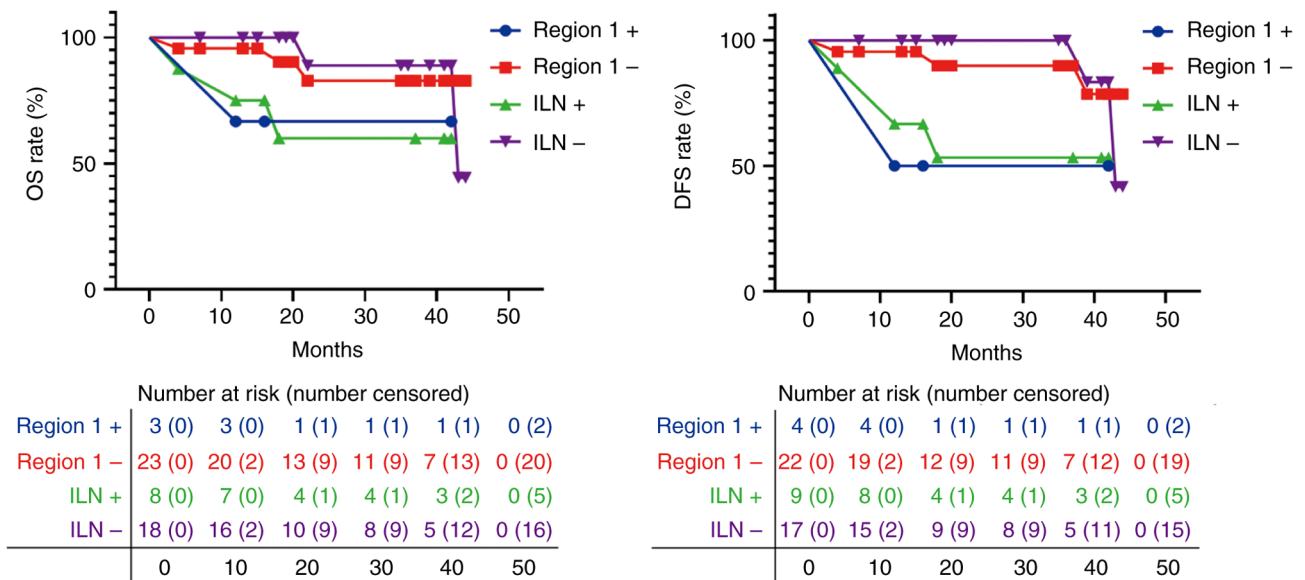 OS rate (%)
100
50
0
0 10 20 30 40 50
Months
Region 1 +
Region 1 –
ILN +
ILN –
DFS rate (%)
100
50
0
0 10 20 30 40 50
Months
Region 1 +
Region 1 –
ILN +
ILN –
Number at risk (number censored)
Region 1 + 3 (0) 3 (0) 1 (1) 1 (1) 1 (1) 0 (2)
Region 1 – 23 (0) 20 (2) 13 (9) 11 (9) 7 (13) 0 (20)
ILN + 8 (0) 7 (0) 4 (1) 4 (1) 3 (2) 0 (5)
ILN – 18 (0) 16 (2) 10 (9) 8 (9) 5 (12) 0 (16)
0 10 20 30 40 50
Number at risk (number censored)
Region 1 + 4 (0) 4 (0) 1 (1) 1 (1) 1 (1) 0 (2)
Region 1 – 22 (0) 19 (2) 12 (9) 11 (9) 7 (12) 0 (19)
ILN + 9 (0) 8 (0) 4 (1) 4 (1) 3 (2) 0 (5)
ILN – 17 (0) 15 (2) 9 (9) 8 (9) 5 (11) 0 (15)
0 10 20 30 40 50